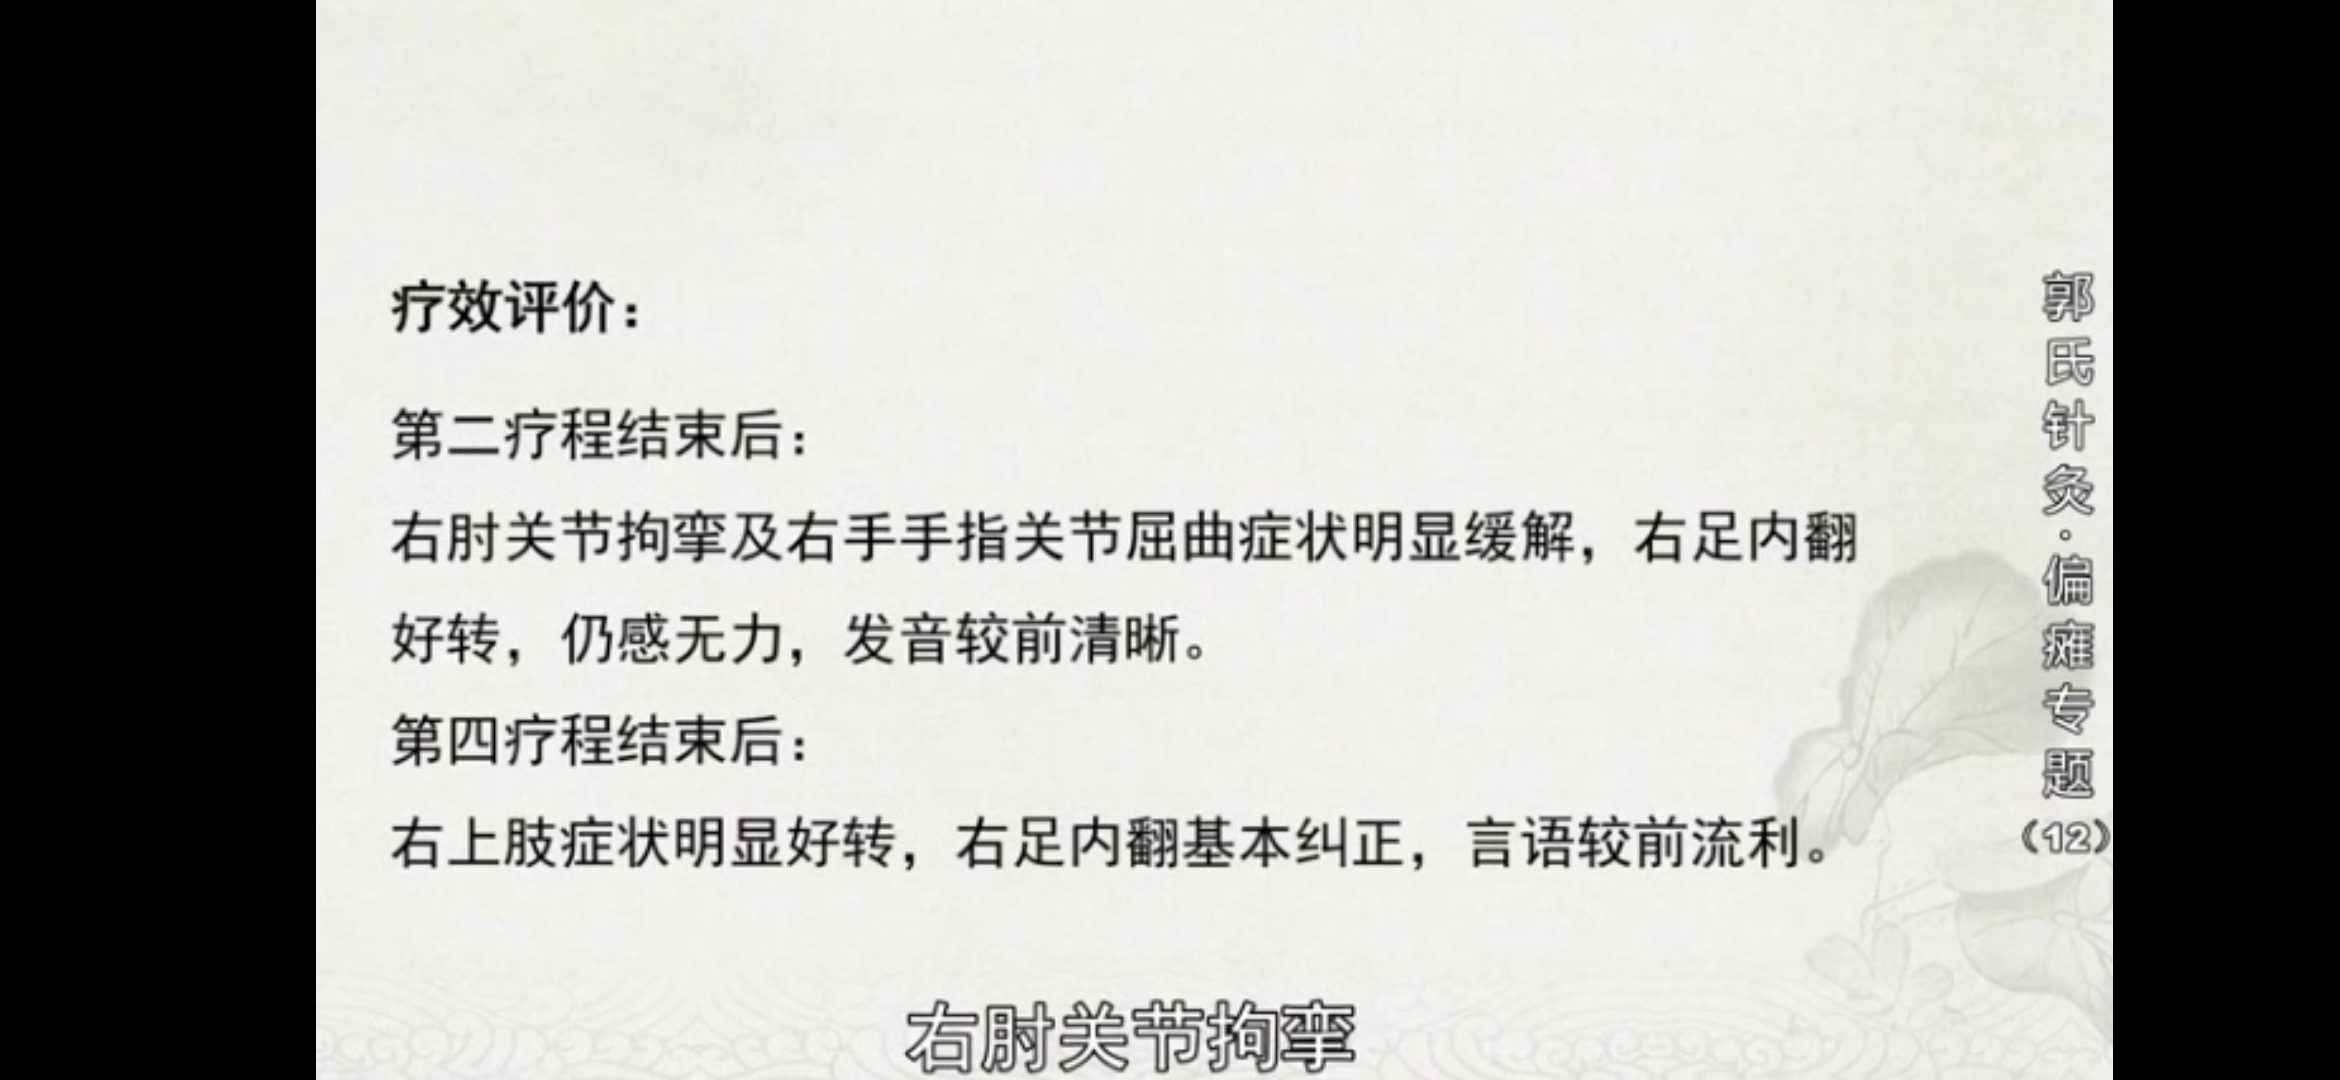 疗效评价：
第二疗程结束后：
右肘关节拘挛及右手手指关节屈曲症状明显缓解，右足内翻
好转，仍感无力，发音较前清晰。
第四疗程结束后：
右上肢症状明显好转，右足内翻基本纠正，言语较前流利。
右肘关节拘挛
郭氏针灸·偏瘫专题（12）